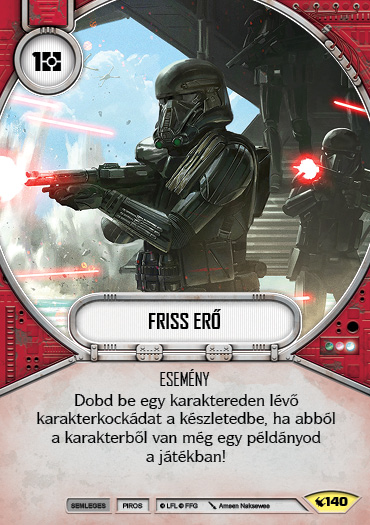 1
FRISS ERŐ
ESEMÉNY
Dobd be egy karaktereden lévő
karakterkockádat a készletedbe, ha abból
a karakterből van még egy példányod
a játékban!
SEMLEGES PIROS © LFL © FFG Ameen Naksewee 140